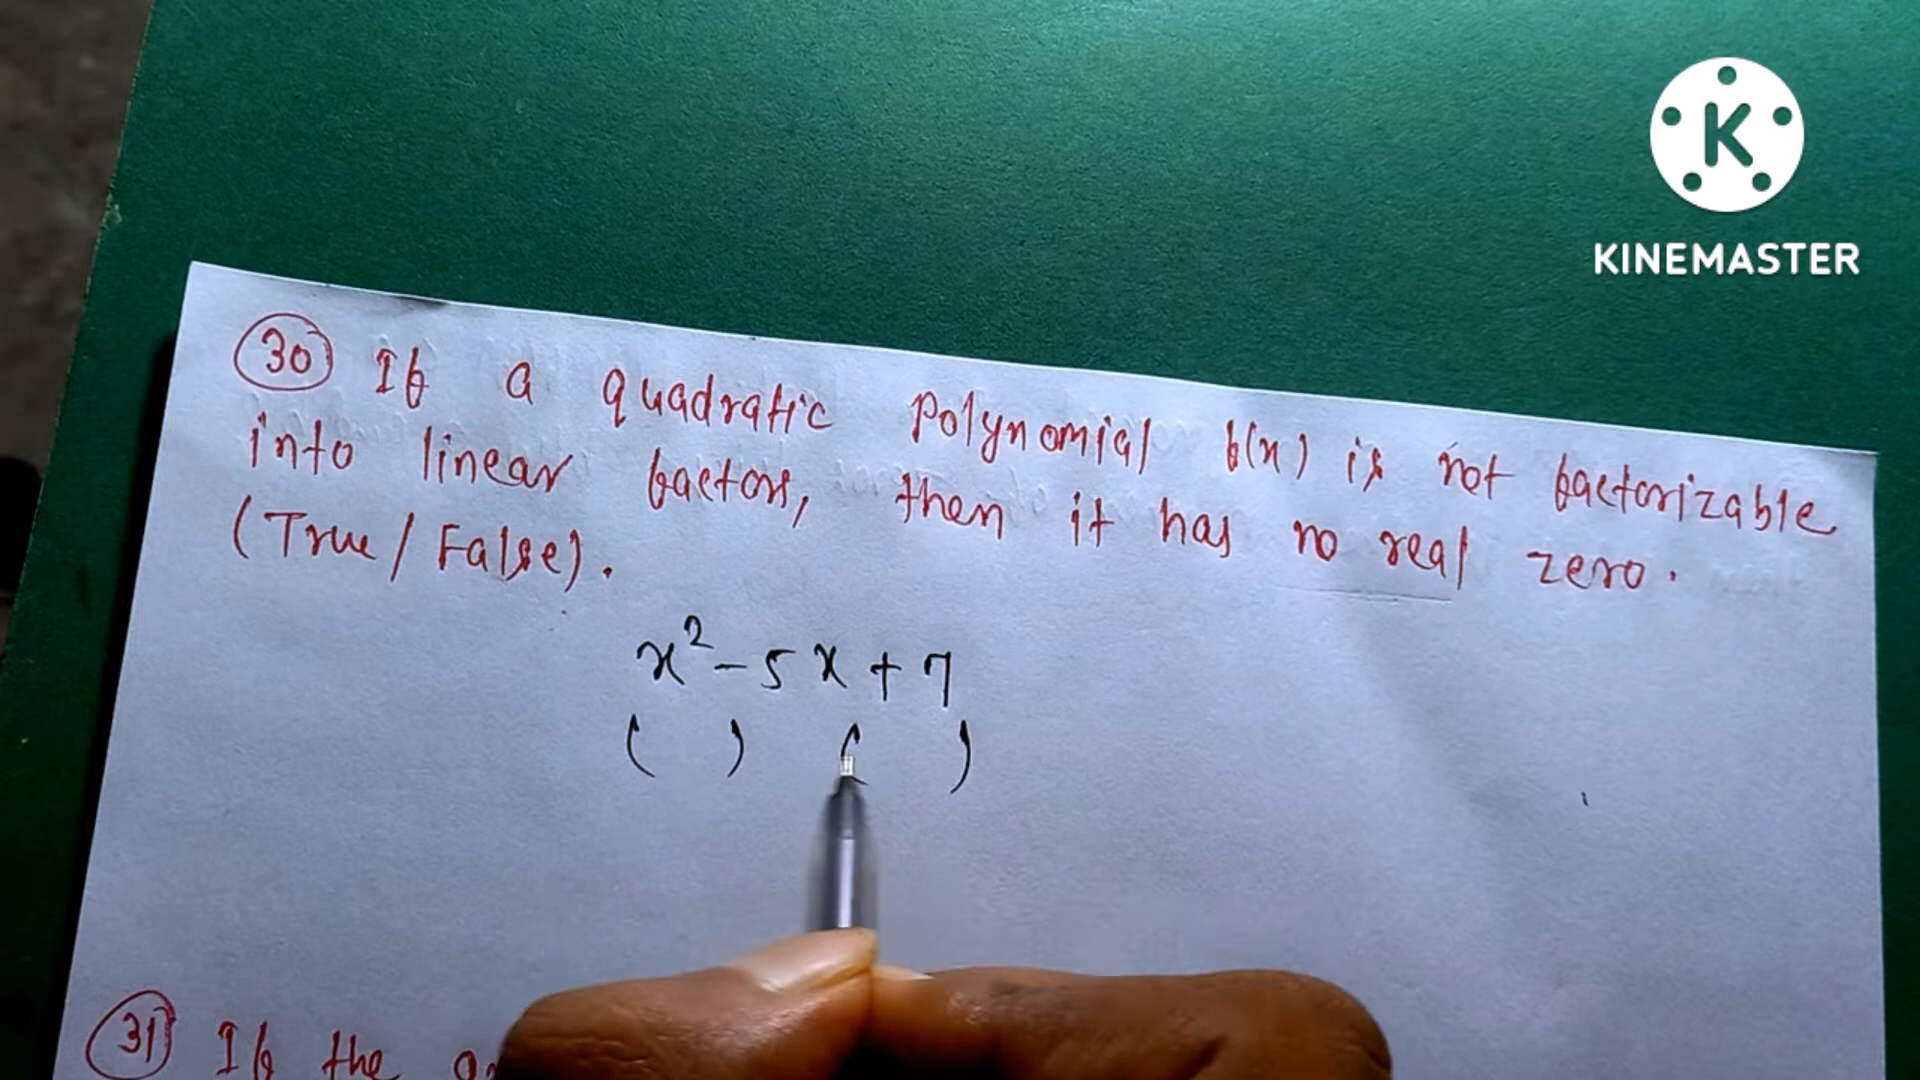 K
KINEMASTER
30 If a quadratic polynomial f(x) is not factorizable
into linear factors, then it has no real zero.
(True/False).
x² - 5x + 7
( ) ( )
31 If the